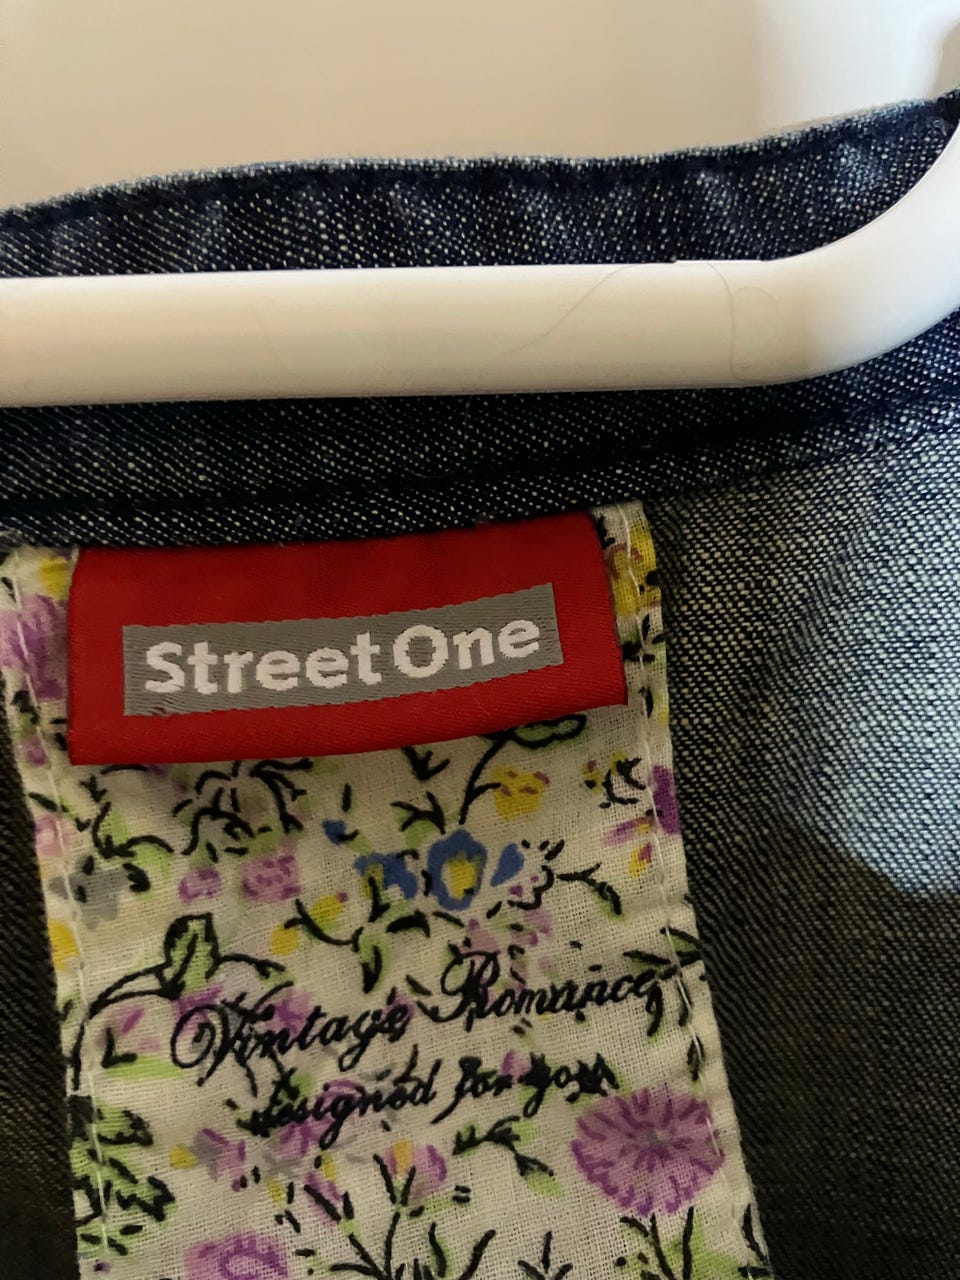 Street One
Vintage Romance
designed for you